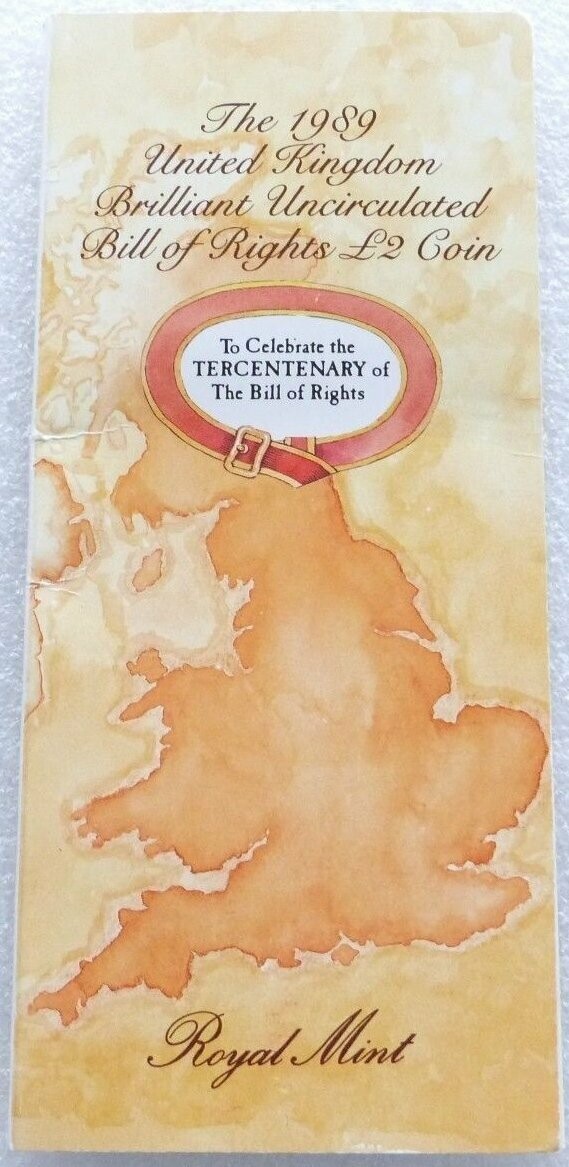 The 1989
United Kingdom
Brilliant Uncirculated
Bill of Rights £2 Coin
To Celebrate the
TERCENTENARY of
The Bill of Rights
Royal Mint